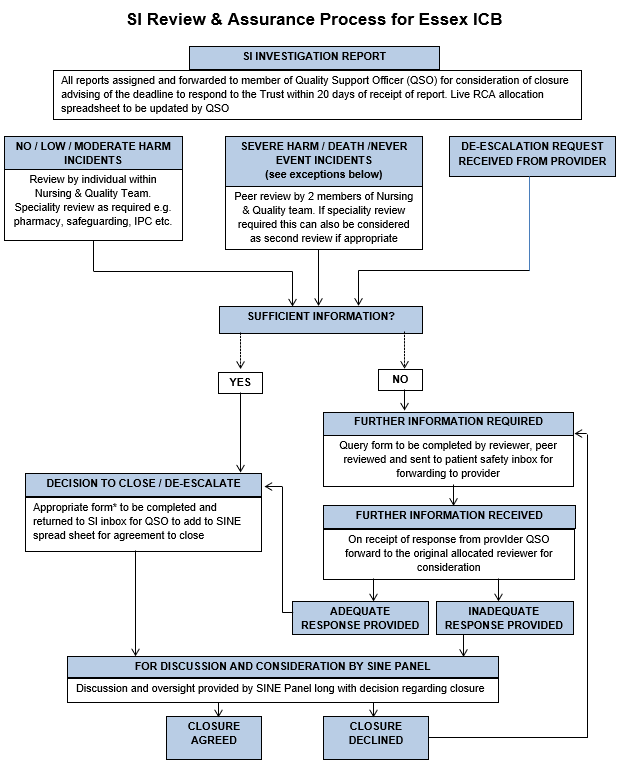 SI Review & Assurance Process for Essex ICB
SI INVESTIGATION REPORT
All reports assigned and forwarded to member of Quality Support Officer (QSO) for consideration of closure
advising of the deadline to respond to the Trust within 20 days of receipt of report. Live RCA allocation
spreadsheet to be updated by QSO
NO / LOW / MODERATE HARM
INCIDENTS
Review by individual within
Nursing & Quality Team.
Speciality review as required e.g.
pharmacy, safeguarding, IPC etc.
SEVERE HARM / DEATH /NEVER
EVENT INCIDENTS
(see exceptions below)
Peer review by 2 members of Nursing
& Quality team. If speciality review
required this can also be considered
as second review if appropriate
DE-ESCALATION REQUEST
RECEIVED FROM PROVIDER
SUFFICIENT INFORMATION?
YES
NO
FURTHER INFORMATION REQUIRED
Query form to be completed by reviewer, peer
reviewed and sent to patient safety inbox for
forwarding to provider
DECISION TO CLOSE / DE-ESCALATE
Appropriate form* to be completed and
returned to SI inbox for QSO to add to SINE
spread sheet for agreement to close
FURTHER INFORMATION RECEIVED
On receipt of response from provider QSO
forward to the original allocated reviewer for
consideration
ADEQUATE
RESPONSE PROVIDED
INADEQUATE
RESPONSE PROVIDED
FOR DISCUSSION AND CONSIDERATION BY SINE PANEL
Discussion and oversight provided by SINE Panel long with decision regarding closure
CLOSURE
AGREED
CLOSURE
DECLINED